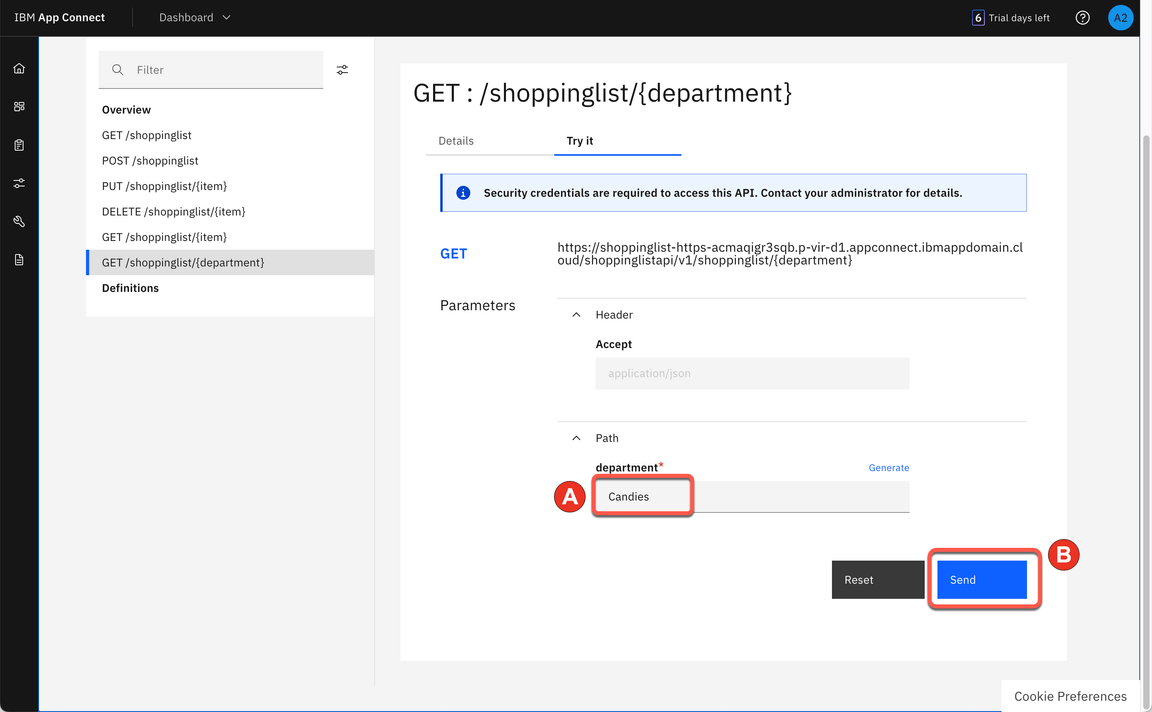 IBM App Connect
Dashboard
6 Trial days left
A2
Filter
Overview
GET /shoppinglist
POST /shoppinglist
PUT /shoppinglist/{item}
DELETE /shoppinglist/{item}
GET /shoppinglist/{item}
GET /shoppinglist/{department}
Definitions
GET : /shoppinglist/{department}
Details
Try it
Security credentials are required to access this API. Contact your administrator for details.
GET
https://shoppinglist-https-acmaqigr3sqb.p-vir-d1.appconnect.ibmappdomain.cl
oud/shoppinglistapi/v1/shoppinglist/{department}
Parameters
Header
Accept
application/json
Path
department*
Generate
A
Candies
B
Reset
Send
Cookie Preferences